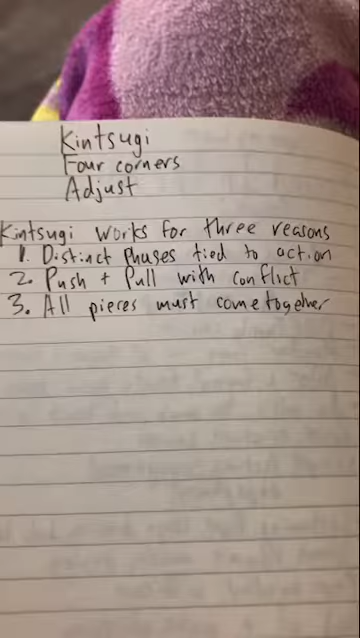 Kintsugi
Four corners
Adjust
Kintsugi works for three reasons
1. Distinct phases tied to action
2. Push + Pull with conflict
3. All pieces must come together